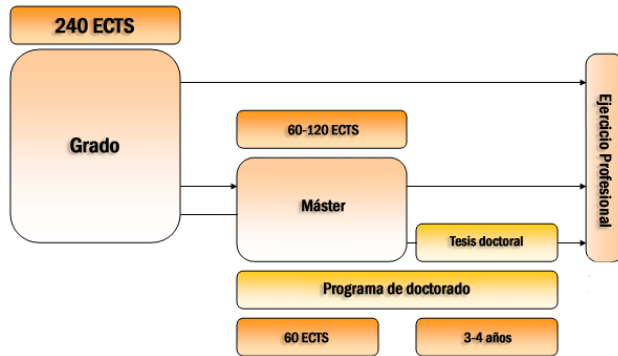 240 ECTS
Grado
60-120 ECTS
Máster
Ejercicio Profesional
Tesis doctoral
Programa de doctorado
60 ECTS
3-4 años